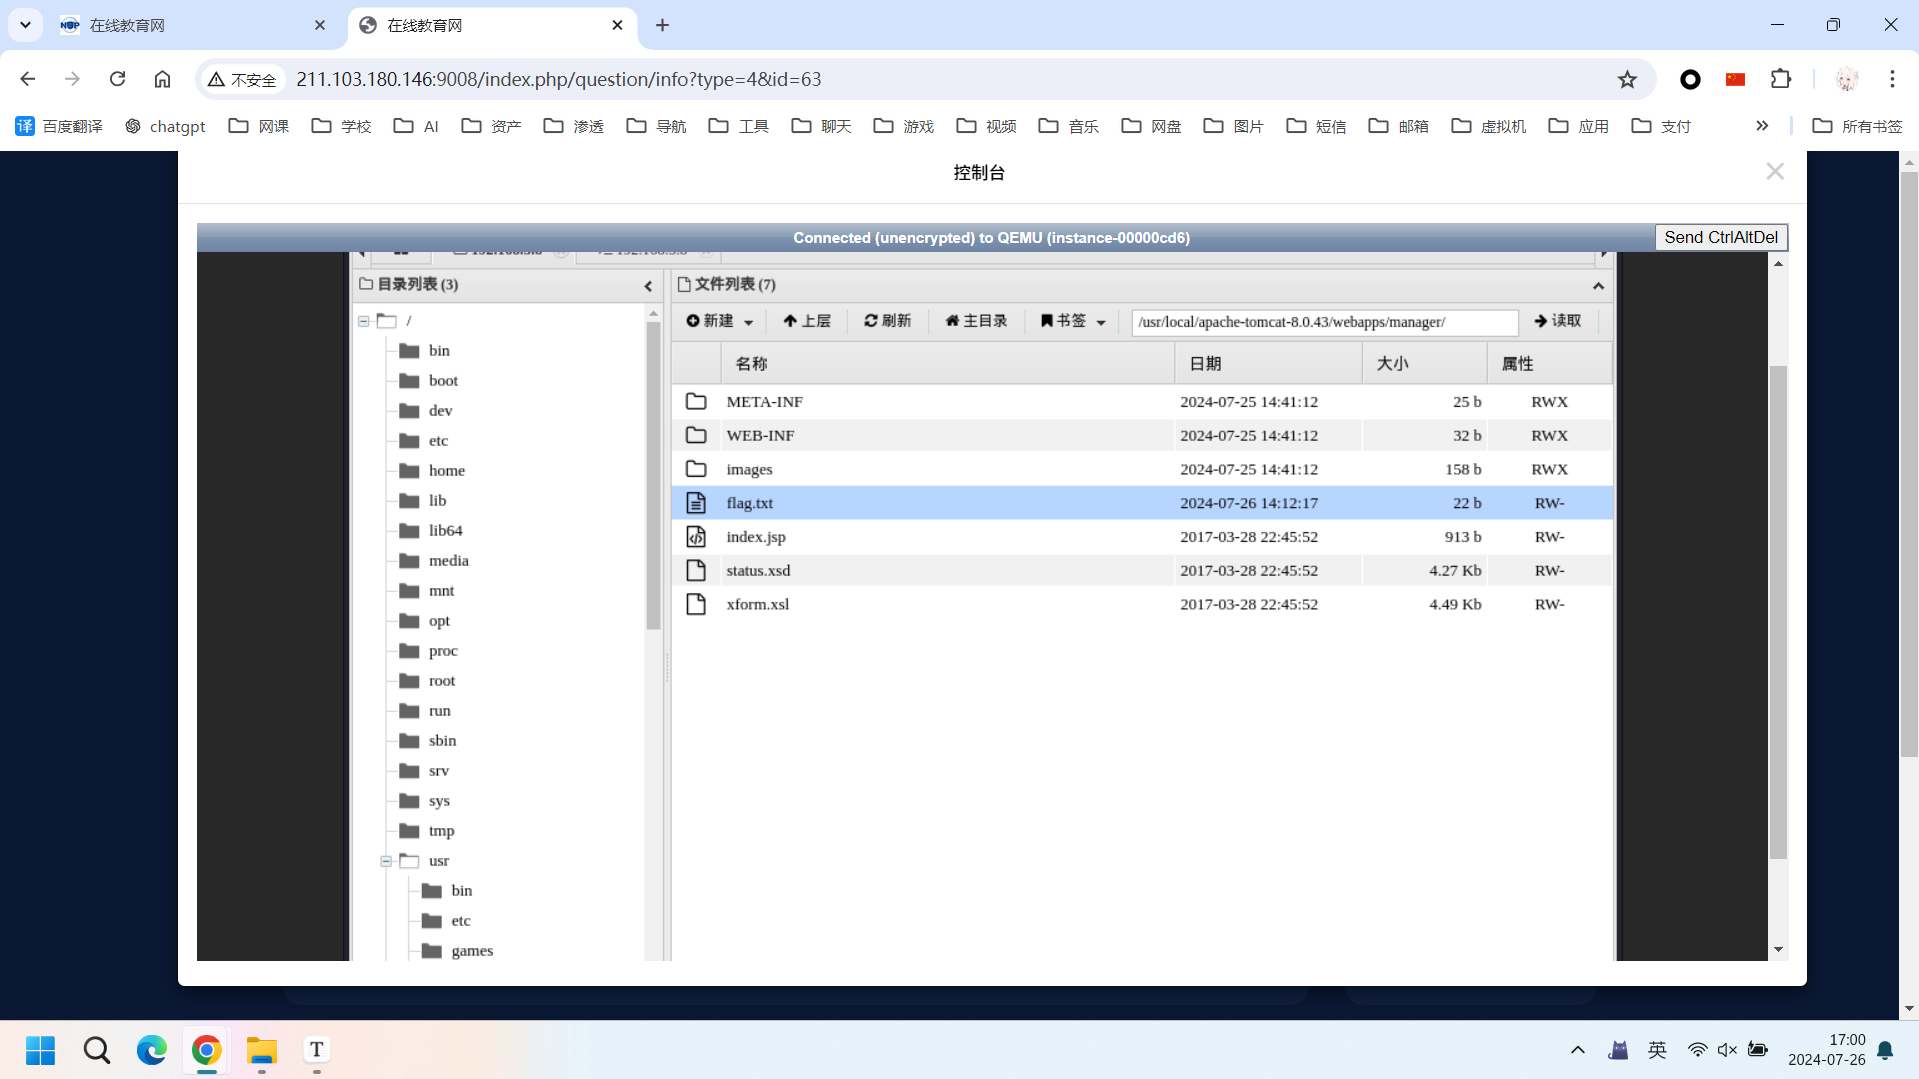 在线教育网
在线教育网
不安全 211.103.180.146:9008/index.php/question/info?type=4&id=63
百度翻译 chatgpt 网课 学校 AI 资产 渗透 导航 工具 聊天 游戏 视频 音乐 网盘 图片 短信 邮箱 虚拟机 应用 支付 所有书签
控制台
Connected (unencrypted) to QEMU (instance-00000cd6)
Send CtrlAltDel
目录列表 (3)
文件列表 (7)
新建 上层 刷新 主目录 书签 /usr/local/apache-tomcat-8.0.43/webapps/manager/ 读取
名称 日期 大小 属性
META-INF 2024-07-25 14:41:12 25 b RWX
WEB-INF 2024-07-25 14:41:12 32 b RWX
images 2024-07-25 14:41:12 158 b RWX
flag.txt 2024-07-26 14:12:17 22 b RW-
index.jsp 2017-03-28 22:45:52 913 b RW-
status.xsd 2017-03-28 22:45:52 4.27 Kb RW-
xform.xsl 2017-03-28 22:45:52 4.49 Kb RW-
/
bin
boot
dev
etc
home
lib
lib64
media
mnt
opt
proc
root
run
sbin
srv
sys
tmp
usr
bin
etc
games
英
17:00
2024-07-26